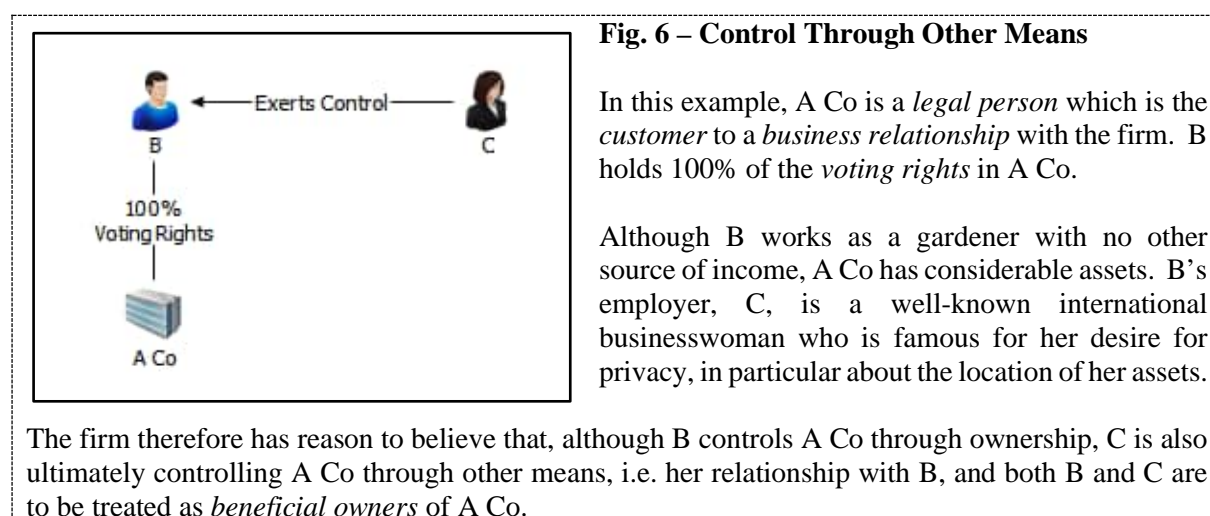 Exerts Control
B
C
100%
Voting Rights
A Co
Fig. 6 – Control Through Other Means
In this example, A Co is a legal person which is the
customer to a business relationship with the firm. B
holds 100% of the voting rights in A Co.
Although B works as a gardener with no other
source of income, A Co has considerable assets. B’s
employer, C, is a well-known international
businesswoman who is famous for her desire for
privacy, in particular about the location of her assets.
The firm therefore has reason to believe that, although B controls A Co through ownership, C is also
ultimately controlling A Co through other means, i.e. her relationship with B, and both B and C are
to be treated as beneficial owners of A Co.